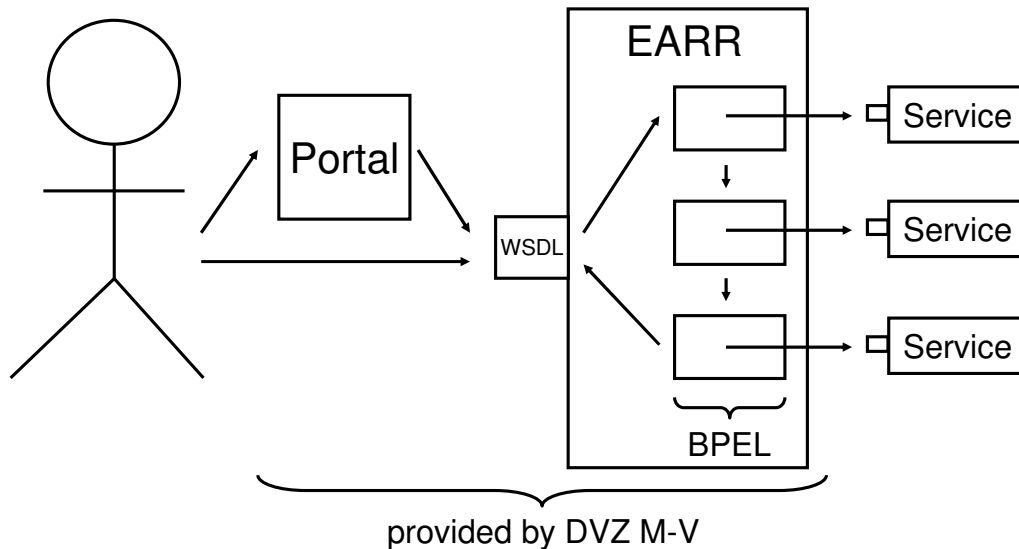 EARR
Portal
Service
WSDL
Service
Service
BPEL
provided by DVZ M-V